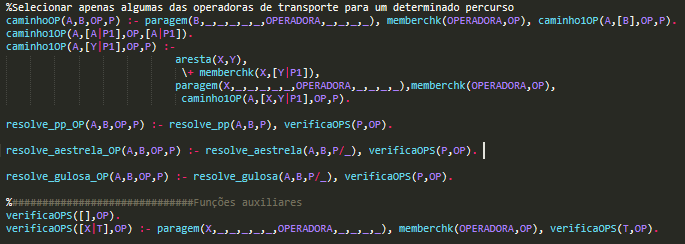 %Selecionar apenas algumas das operadoras de transporte para um determinado percurso
caminhoOP(A,B,OP,P) :- paragem(B,_,_,_,_,_,OPERADORA,_,_,_,_), memberchk(OPERADORA,OP), caminho1OP(A,[B],OP,P).
caminho1OP(A,[A|P1],OP,[A|P1]).
caminho1OP(A,[Y|P1],OP,P) :-
aresta(X,Y),
\+ memberchk(X,[Y|P1]),
paragem(X,_,_,_,_,_,OPERADORA,_,_,_,_),memberchk(OPERADORA,OP),
caminho1OP(A,[X,Y|P1],OP,P).
resolve_pp_OP(A,B,OP,P) :- resolve_pp(A,B,P), verificaOPS(P,OP).
resolve_aestrela_OP(A,B,OP,P) :- resolve_aestrela(A,B,P/_), verificaOPS(P,OP).
resolve_gulosa_OP(A,B,OP,P) :- resolve_gulosa(A,B,P/_), verificaOPS(P,OP).
%##############################Funções auxiliares
verificaOPS([],OP).
verificaOPS([X|T],OP) :- paragem(X,_,_,_,_,_,OPERADORA,_,_,_,_), memberchk(OPERADORA,OP), verificaOPS(T,OP).